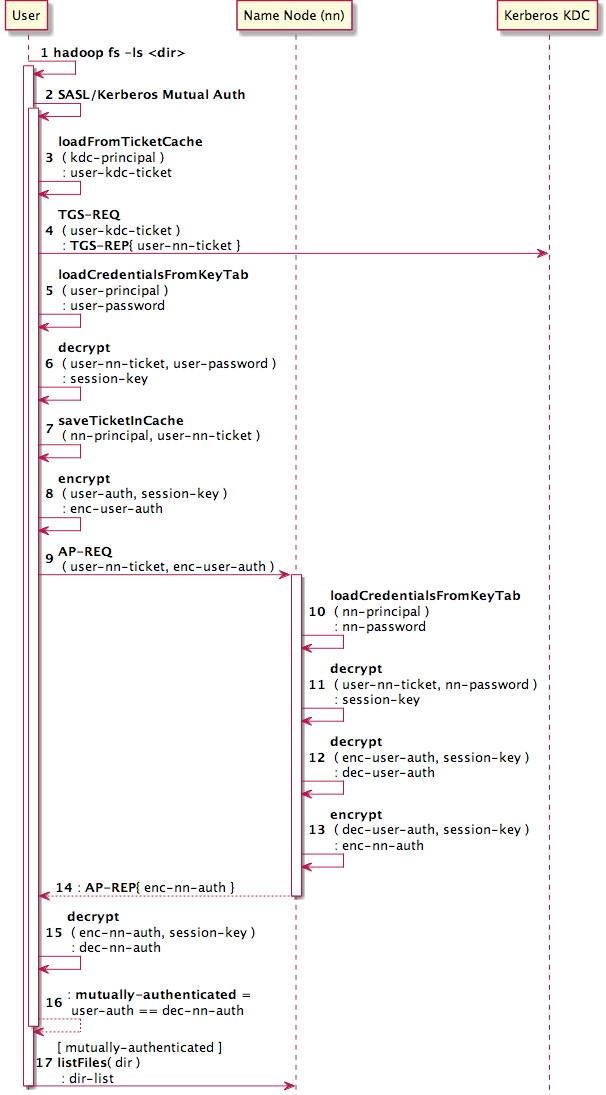 User
Name Node (nn)
Kerberos KDC
1 hadoop fs -ls <dir>
2 SASL/Kerberos Mutual Auth
loadFromTicketCache
3 ( kdc-principal )
: user-kdc-ticket
TGS-REQ
4 ( user-kdc-ticket )
: TGS-REP{ user-nn-ticket }
loadCredentialsFromKeyTab
5 ( user-principal )
: user-password
decrypt
6 ( user-nn-ticket, user-password )
: session-key
saveTicketInCache
7 ( nn-principal, user-nn-ticket )
encrypt
8 ( user-auth, session-key )
: enc-user-auth
AP-REQ
9 ( user-nn-ticket, enc-user-auth )
loadCredentialsFromKeyTab
10 ( nn-principal )
: nn-password
decrypt
11 ( user-nn-ticket, nn-password )
: session-key
decrypt
12 ( enc-user-auth, session-key )
: dec-user-auth
encrypt
13 ( dec-user-auth, session-key )
: enc-nn-auth
14 : AP-REP{ enc-nn-auth }
decrypt
15 ( enc-nn-auth, session-key )
: dec-nn-auth
16 : mutually-authenticated =
user-auth == dec-nn-auth
[ mutually-authenticated ]
17 listFiles( dir )
: dir-list